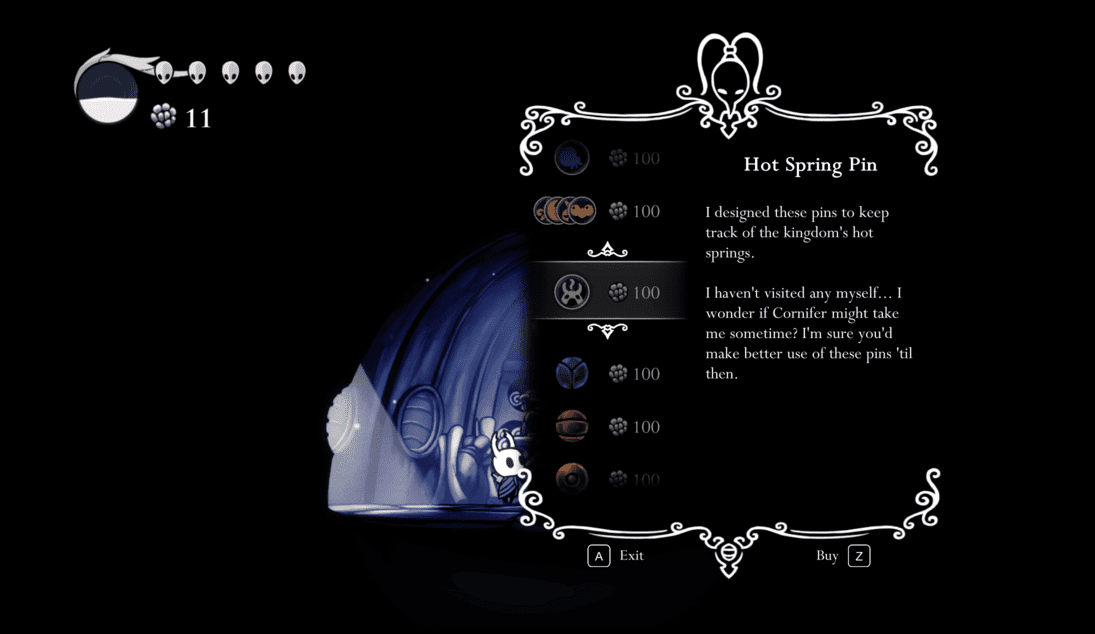 11
100
100
100
100
100
100
Hot Spring Pin
I designed these pins to keep
track of the kingdom's hot
springs.
I haven't visited any myself... I
wonder if Cornifer might take
me sometime? I'm sure you'd
make better use of these pins 'til
then.
A Exit
Buy Z